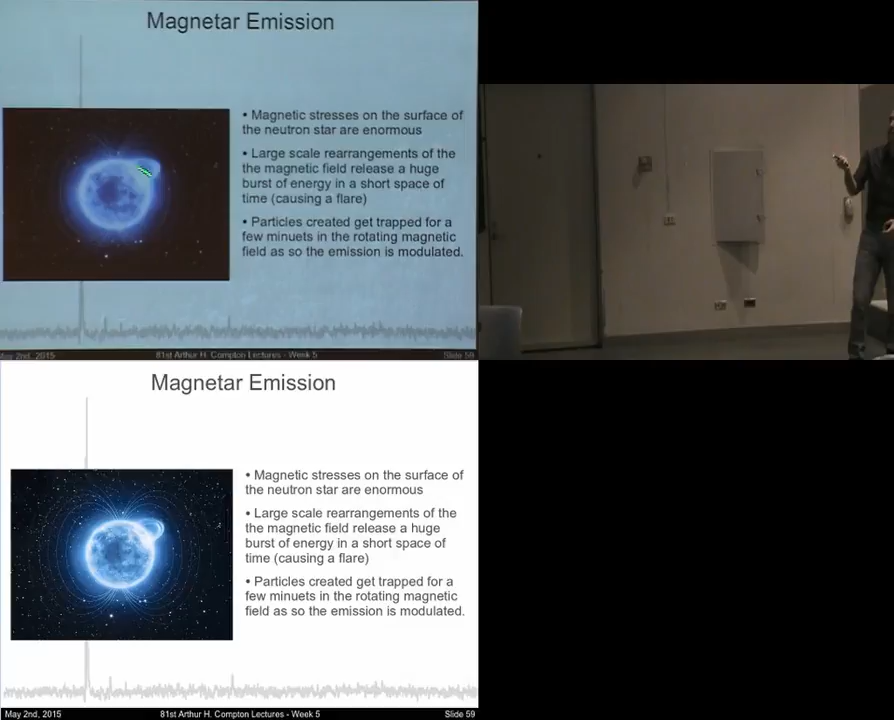 Magnetar Emission
• Magnetic stresses on the surface of
the neutron star are enormous
• Large scale rearrangements of the
the magnetic field release a huge
burst of energy in a short space of
time (causing a flare)
• Particles created get trapped for a
few minuets in the rotating magnetic
field as so the emission is modulated.
May 2nd, 2015 81st Arthur H. Compton Lectures - Week 5 Slide 59
Magnetar Emission
• Magnetic stresses on the surface of
the neutron star are enormous
• Large scale rearrangements of the
the magnetic field release a huge
burst of energy in a short space of
time (causing a flare)
• Particles created get trapped for a
few minuets in the rotating magnetic
field as so the emission is modulated.
May 2nd, 2015 81st Arthur H. Compton Lectures - Week 5 Slide 59